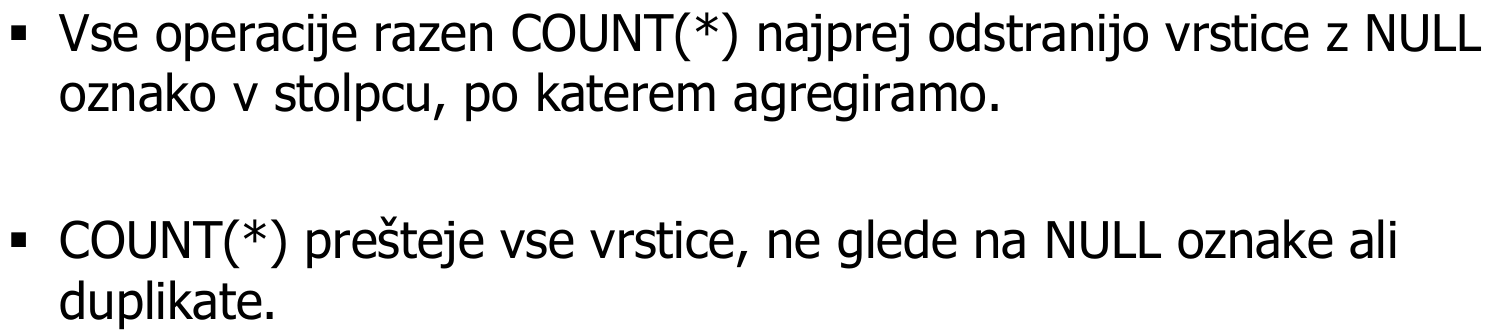 ▪ Vse operacije razen COUNT(*) najprej odstranijo vrstice z NULL
oznako v stolpcu, po katerem agregiramo.
▪ COUNT(*) prešteje vse vrstice, ne glede na NULL oznake ali
duplikate.